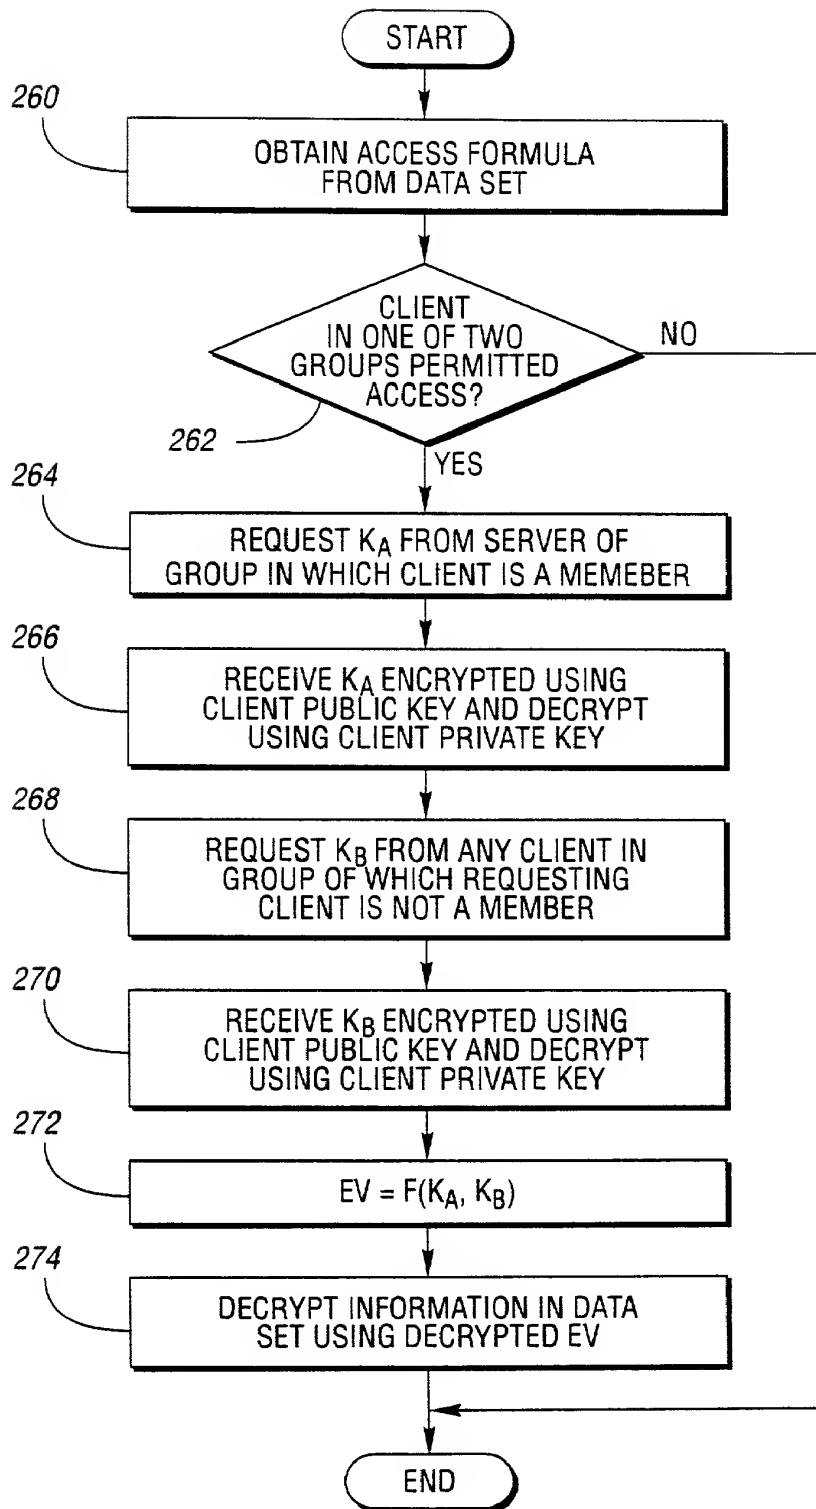 START
260
OBTAIN ACCESS FORMULA
FROM DATA SET
CLIENT
IN ONE OF TWO
GROUPS PERMITTED
ACCESS?
NO
262
YES
264
REQUEST KA FROM SERVER OF
GROUP IN WHICH CLIENT IS A MEMEBER
266
RECEIVE KA ENCRYPTED USING
CLIENT PUBLIC KEY AND DECRYPT
USING CLIENT PRIVATE KEY
268
REQUEST KB FROM ANY CLIENT IN
GROUP OF WHICH REQUESTING
CLIENT IS NOT A MEMBER
270
RECEIVE KB ENCRYPTED USING
CLIENT PUBLIC KEY AND DECRYPT
USING CLIENT PRIVATE KEY
272
EV = F(KA, KB)
274
DECRYPT INFORMATION IN DATA
SET USING DECRYPTED EV
END